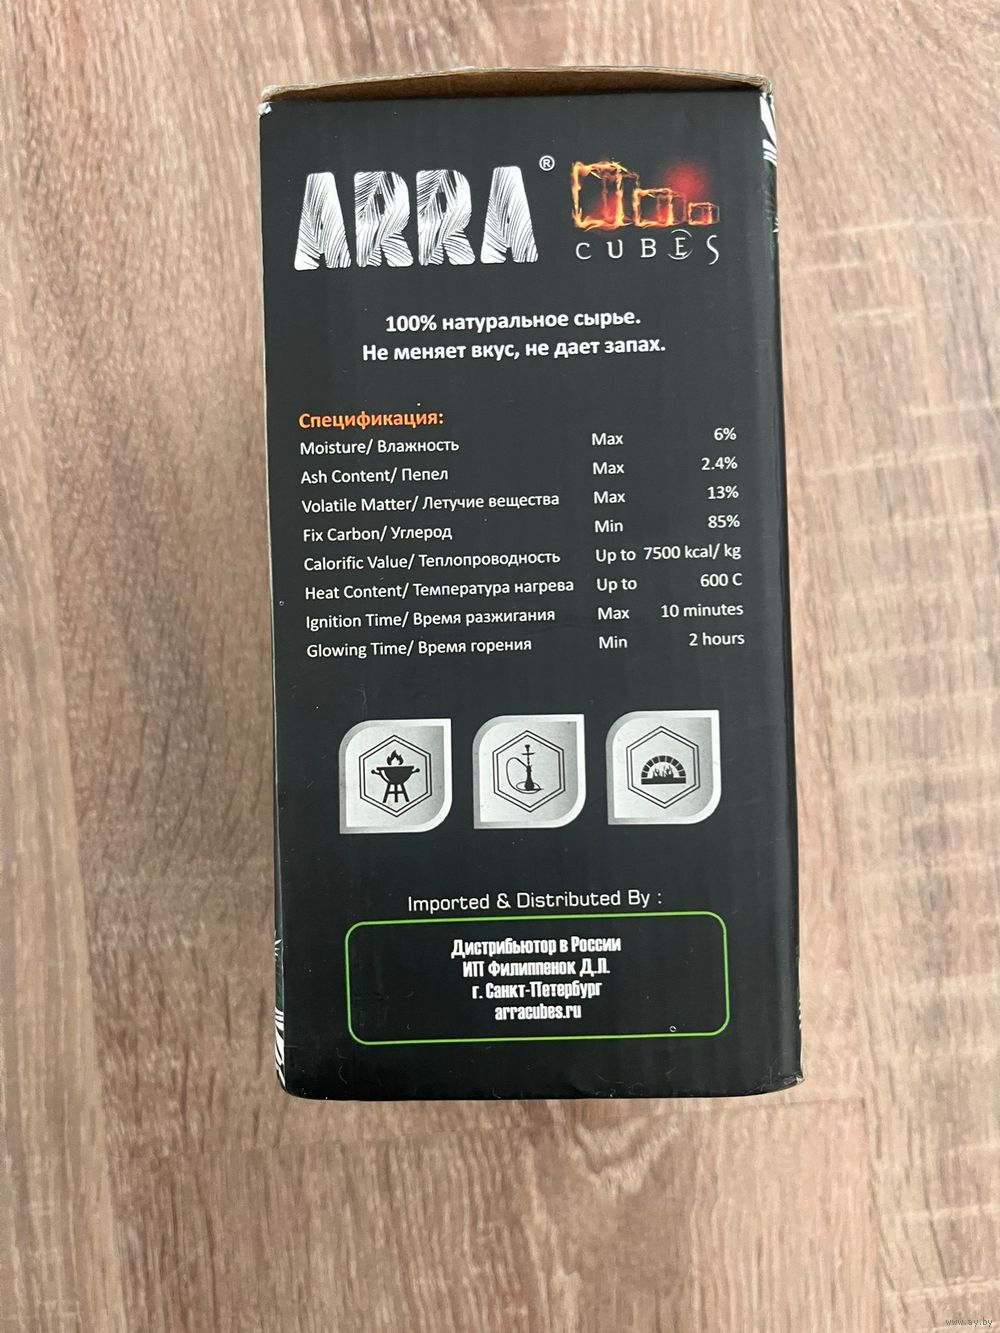 ARRA®
CUBES
100% натуральное сырье.
Не меняет вкус, не дает запах.
Спецификация:
Moisture/ Влажность Max 6%
Ash Content/ Пепел Max 2.4%
Volatile Matter/ Летучие вещества Max 13%
Fix Carbon/ Углерод Min 85%
Calorific Value/ Теплопроводность Up to 7500 kcal/ kg
Heat Content/ Температура нагрева Up to 600 C
Ignition Time/ Время разжигания Max 10 minutes
Glowing Time/ Время горения Min 2 hours
Imported & Distributed By :
Дистрибьютор в России
ИП Филиппенок Д.Л.
г. Санкт-Петербург
arracubes.ru
www.ay.by